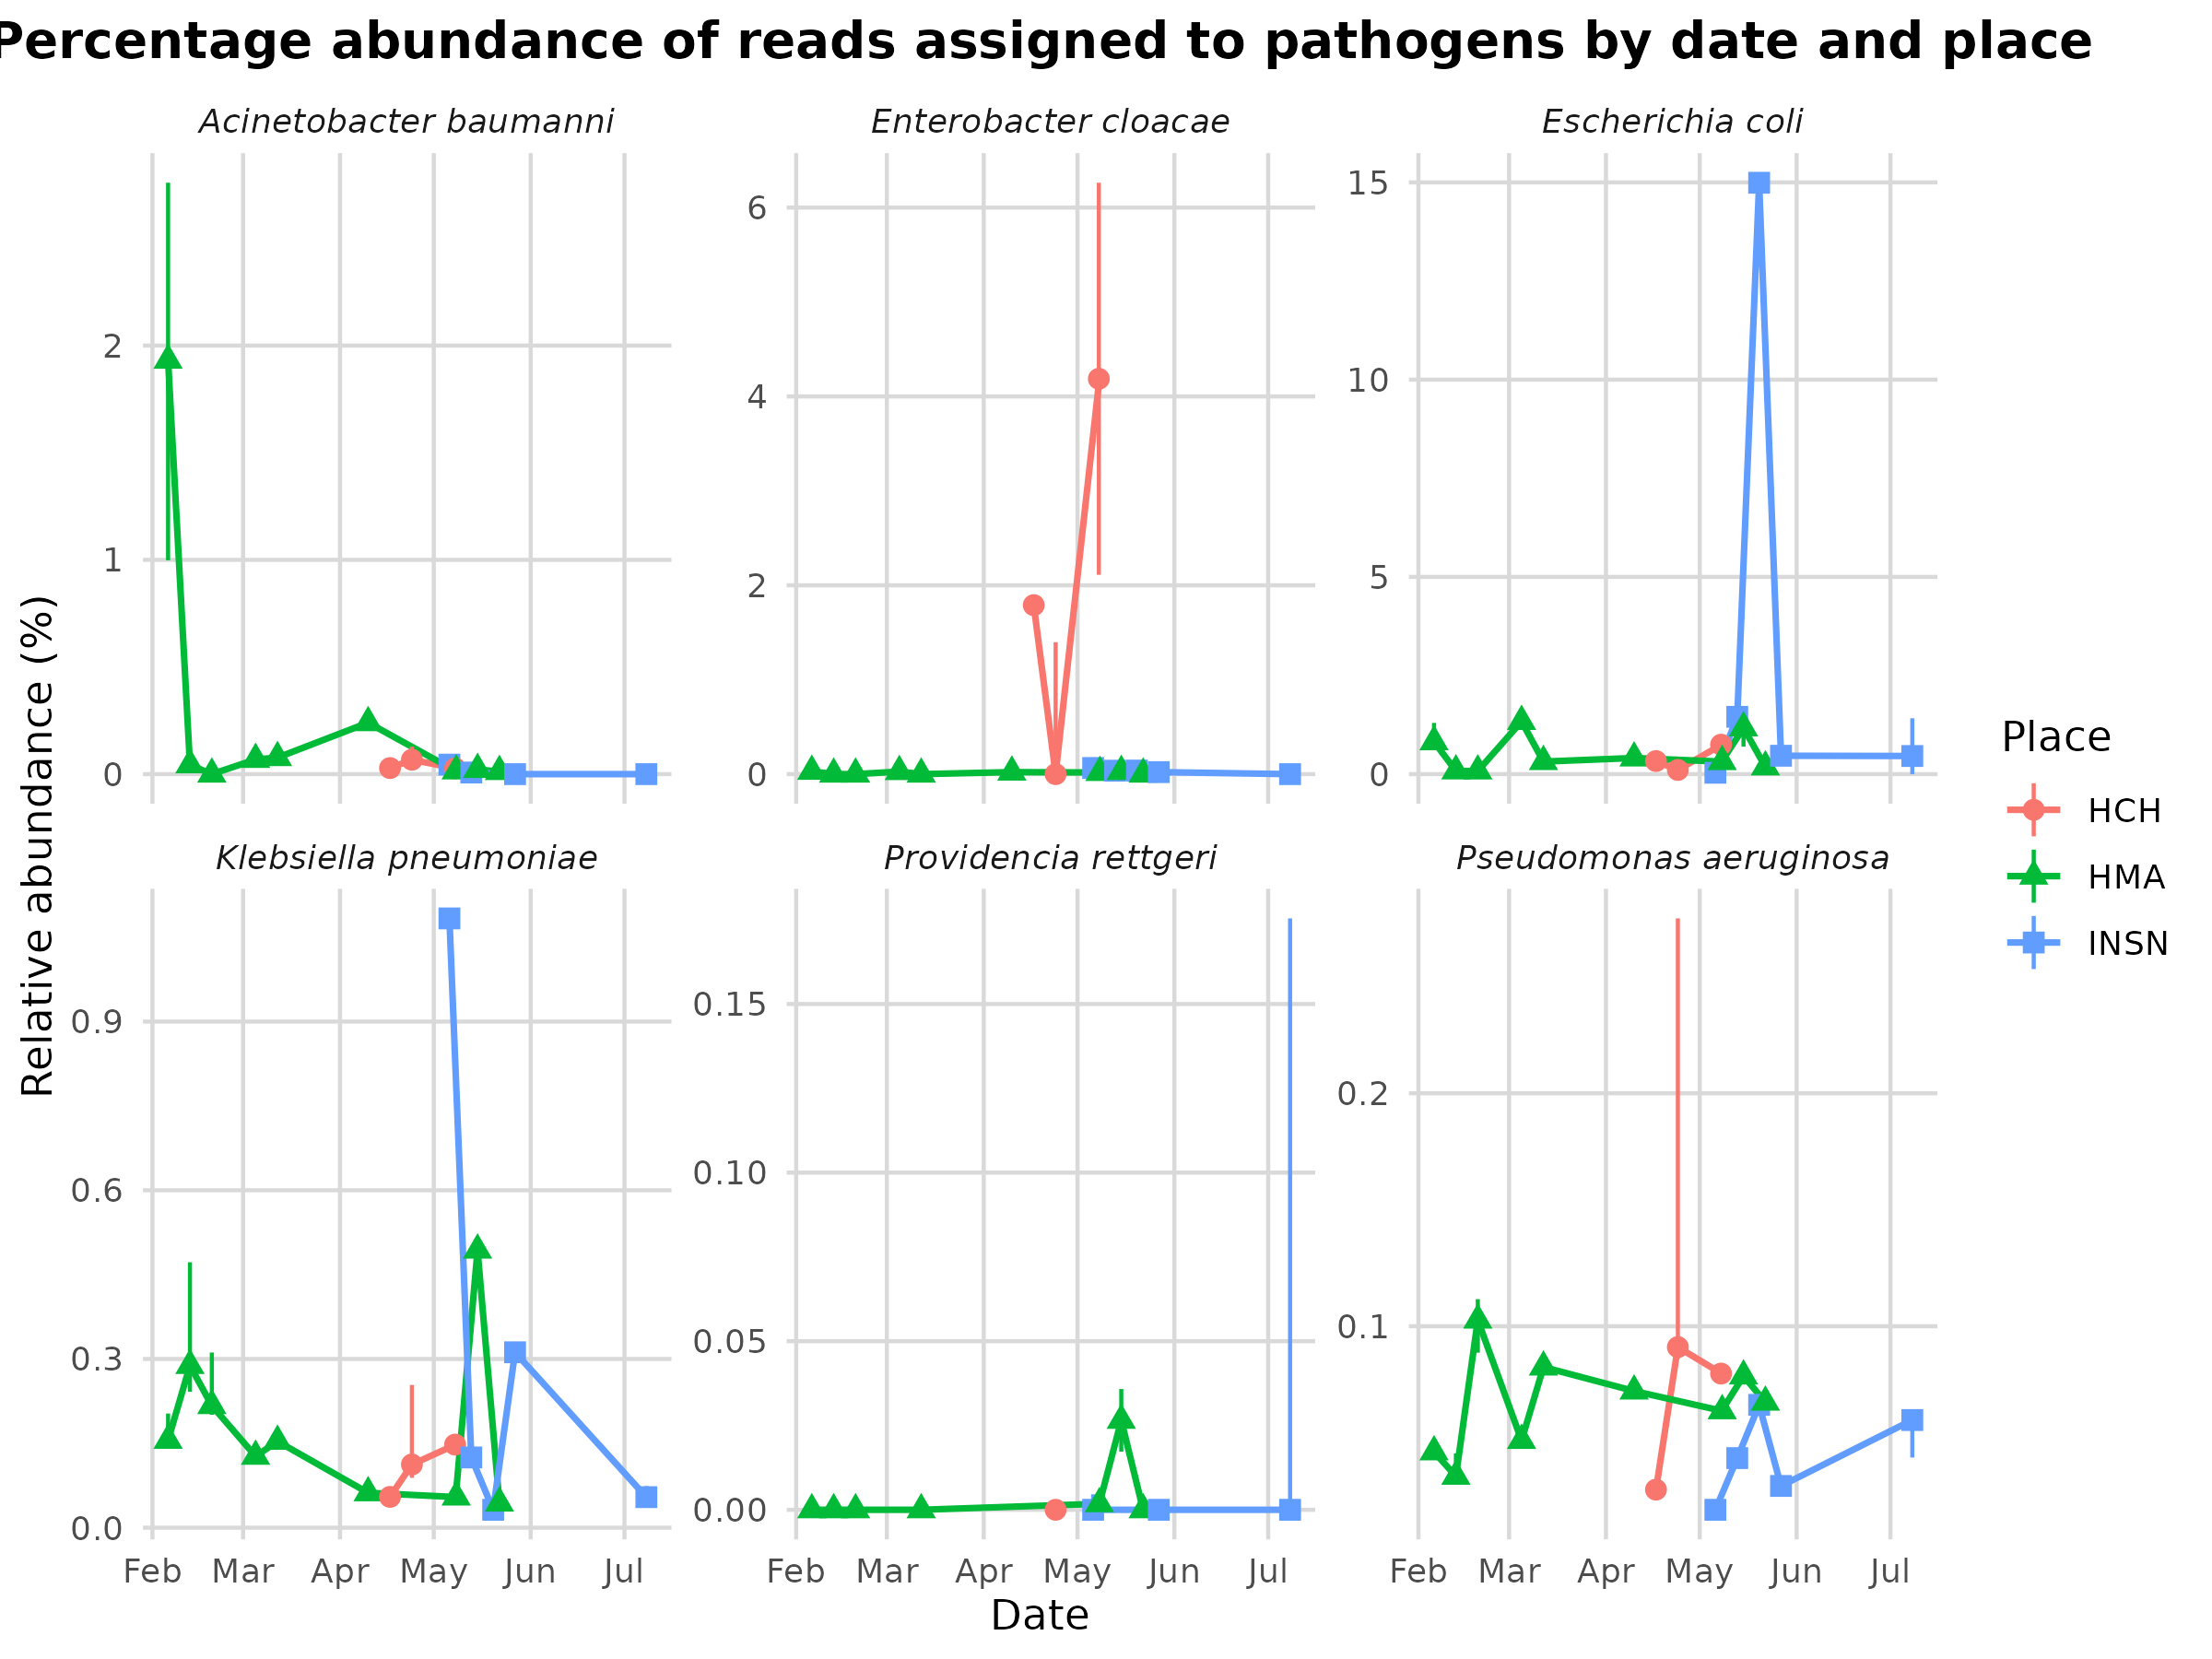 Percentage abundance of reads assigned to pathogens by date and place
Acinetobacter baumanni
Enterobacter cloacae
Escherichia coli
2
1
0
6
4
2
0
15
10
5
0
Klebsiella pneumoniae
Providencia rettgeri
Pseudomonas aeruginosa
0.9
0.6
0.3
0.0
0.15
0.10
0.05
0.00
0.2
0.1
Feb Mar Apr May Jun Jul
Feb Mar Apr May Jun Jul
Feb Mar Apr May Jun Jul
Date
Relative abundance (%)
Place
HCH
HMA
INSN